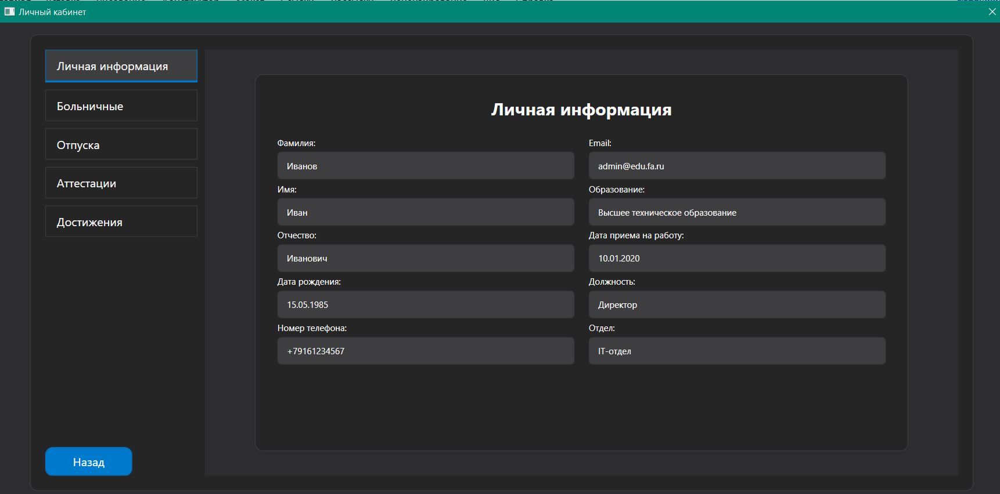 Личный кабинет
Личная информация
Больничные
Отпуска
Аттестации
Достижения
Назад
Личная информация
Фамилия:
Иванов
Имя:
Иван
Отчество:
Иванович
Дата рождения:
15.05.1985
Номер телефона:
+79161234567
Email:
admin@edu.fa.ru
Образование:
Высшее техническое образование
Дата приема на работу:
10.01.2020
Должность:
Директор
Отдел:
IT-отдел